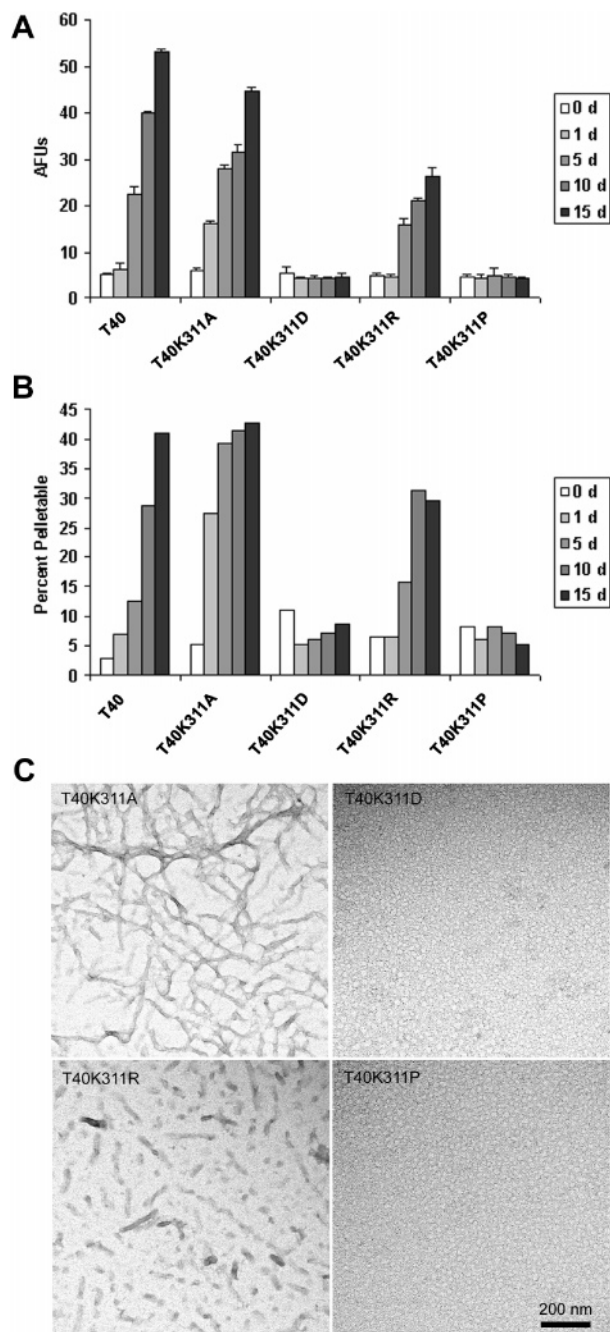 A
60
50
40
30
20
10
0
AFUs
T40
T40K311A
T40K311D
T40K311R
T40K311P
0 d
1 d
5 d
10 d
15 d
B
45
40
35
30
25
20
15
10
5
0
Percent Pelletable
T40
T40K311A
T40K311D
T40K311R
T40K311P
0 d
1 d
5 d
10 d
15 d
C
T40K311A
T40K311D
T40K311R
T40K311P
200 nm